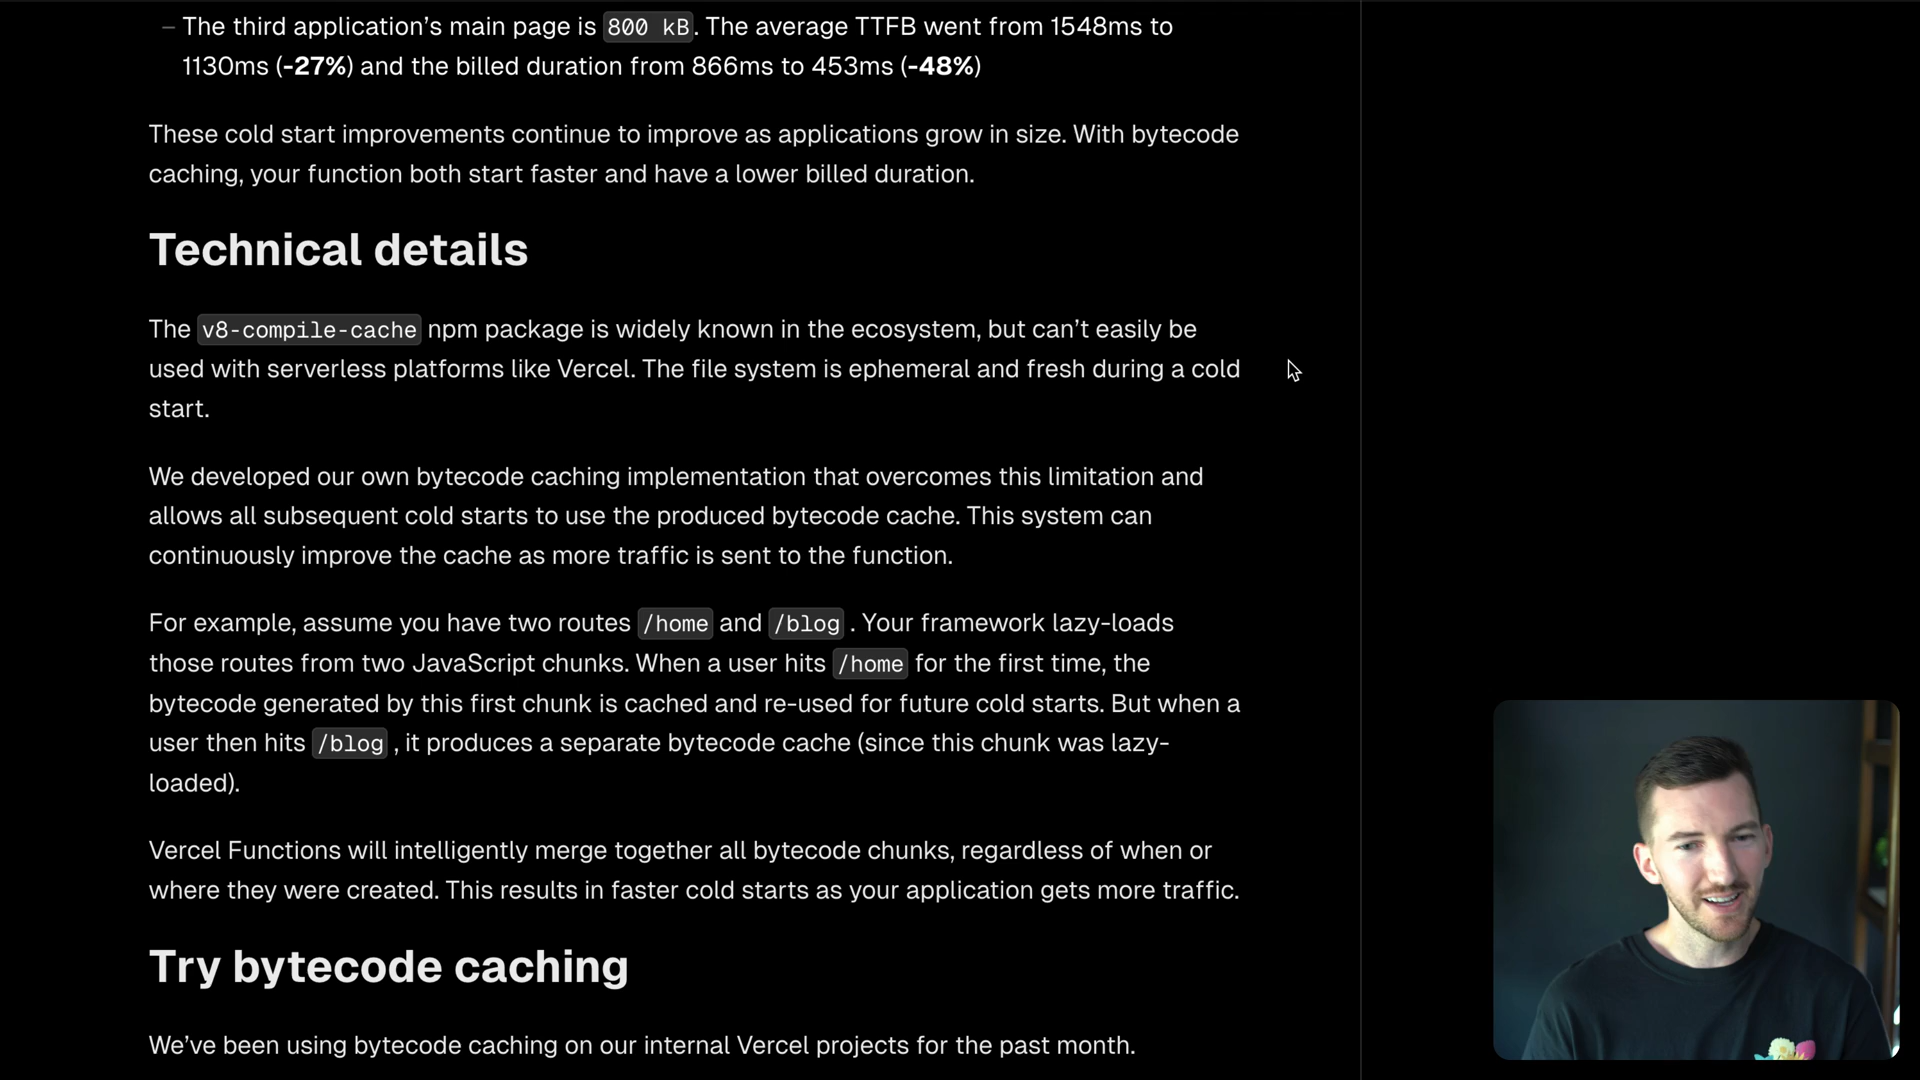 – The third application’s main page is 800 kB. The average TTFB went from 1548ms to
1130ms (-27%) and the billed duration from 866ms to 453ms (-48%)
These cold start improvements continue to improve as applications grow in size. With bytecode
caching, your function both start faster and have a lower billed duration.
Technical details
The v8-compile-cache npm package is widely known in the ecosystem, but can’t easily be
used with serverless platforms like Vercel. The file system is ephemeral and fresh during a cold
start.
We developed our own bytecode caching implementation that overcomes this limitation and
allows all subsequent cold starts to use the produced bytecode cache. This system can
continuously improve the cache as more traffic is sent to the function.
For example, assume you have two routes /home and /blog . Your framework lazy-loads
those routes from two JavaScript chunks. When a user hits /home for the first time, the
bytecode generated by this first chunk is cached and re-used for future cold starts. But when a
user then hits /blog , it produces a separate bytecode cache (since this chunk was lazy-
loaded).
Vercel Functions will intelligently merge together all bytecode chunks, regardless of when or
where they were created. This results in faster cold starts as your application gets more traffic.
Try bytecode caching
We’ve been using bytecode caching on our internal Vercel projects for the past month.